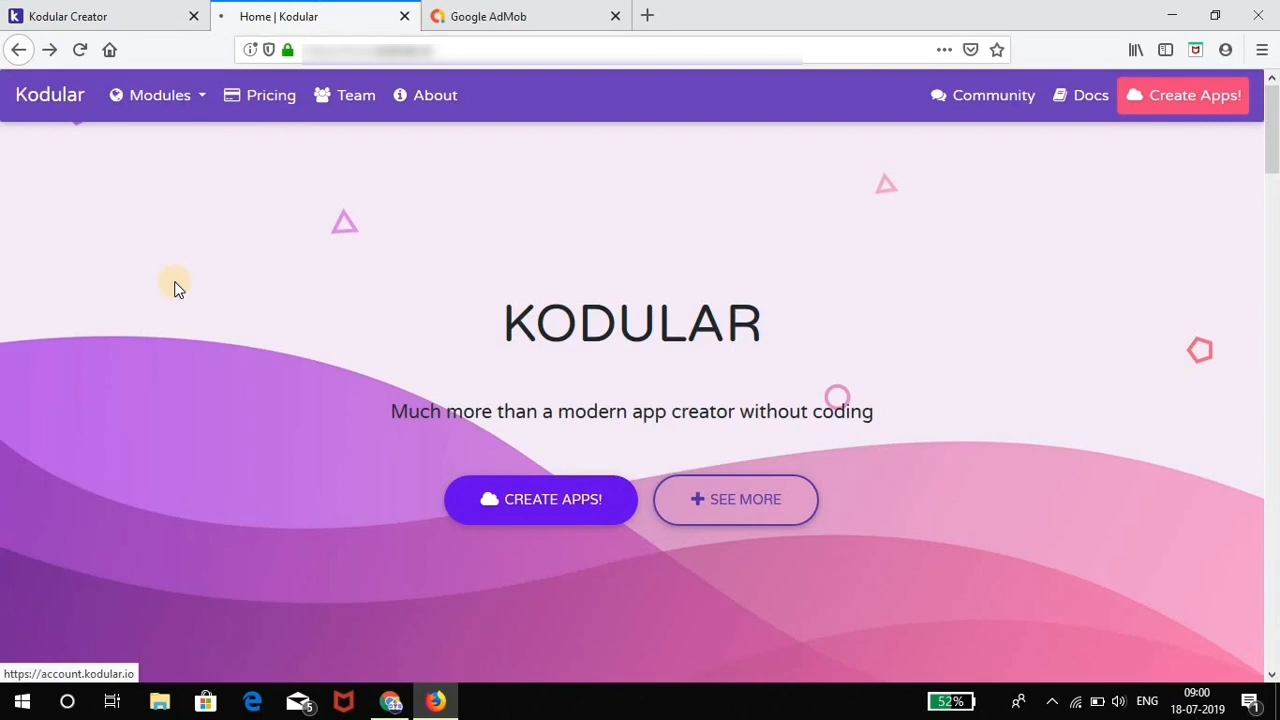 Kodular Creator
Home | Kodular
Google AdMob
Kodular
Modules
Pricing
Team
About
Community
Docs
Create Apps!
KODULAR
Much more than a modern app creator without coding
CREATE APPS!
SEE MORE
https://account.kodular.io
5
52%
ENG
09:00
18-07-2019
1